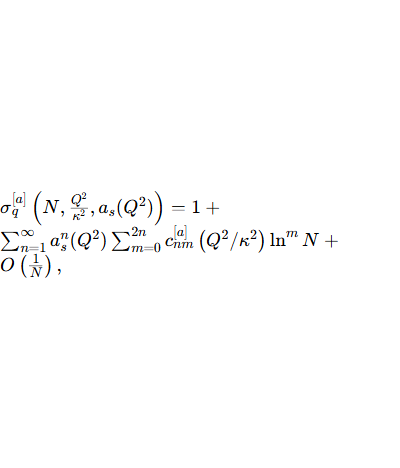 σ_q^{[a]} (N, Q²/κ², a_s(Q²)) = 1 +
∑_{n=1}^{∞} a_s^n(Q²) ∑_{m=0}^{2n} c_{nm}^{[a]} (Q²/κ²) ln^m N +
O(1/N),